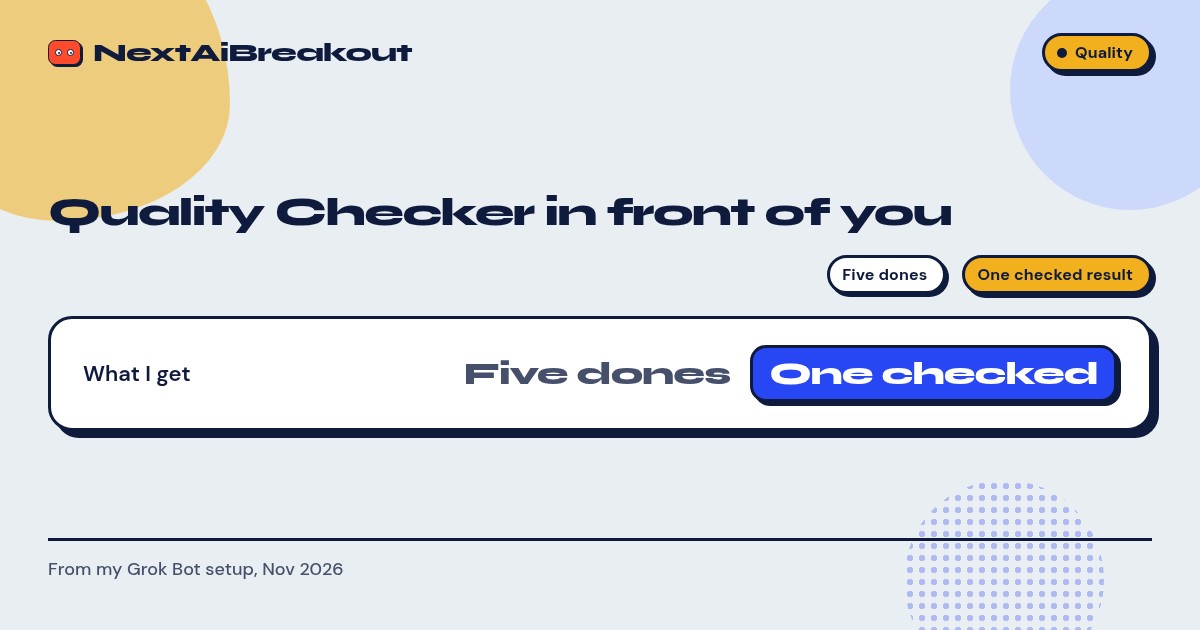 NextAiBreakout
Quality
Quality Checker in front of you
Five dones
One checked result
What I get
Five dones
One checked
From my Grok Bot setup, Nov 2026